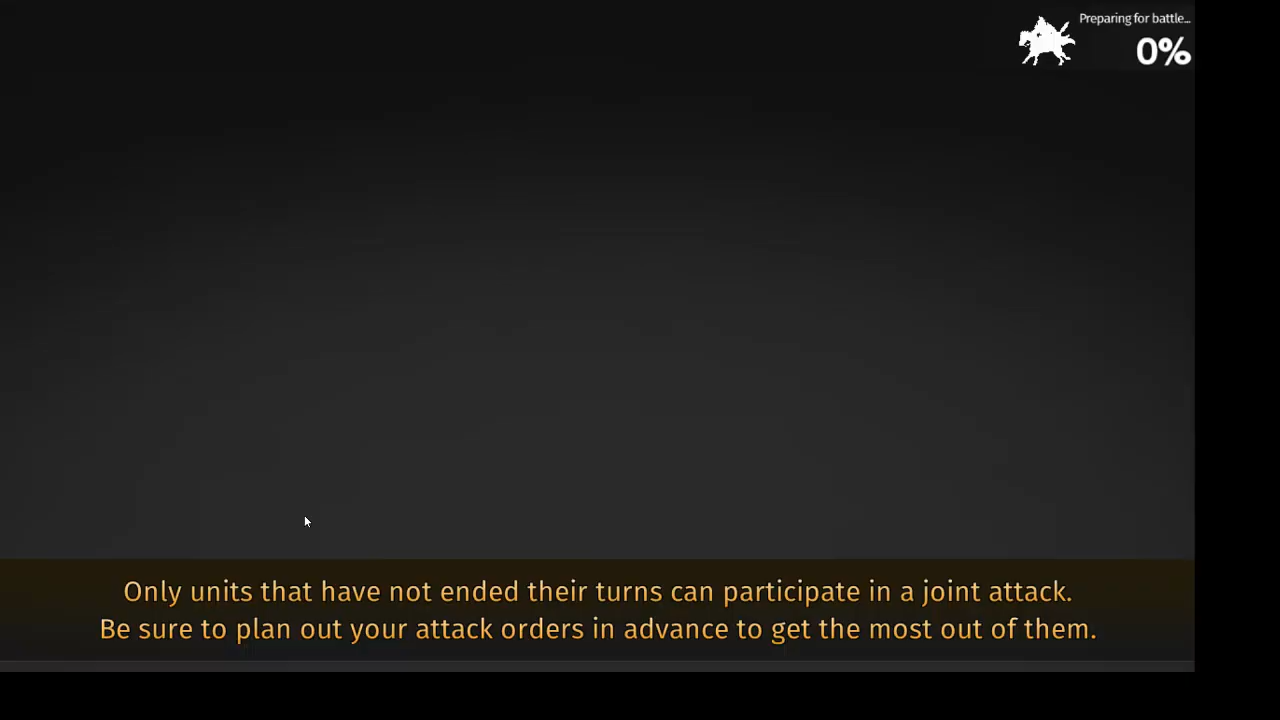 Preparing for battle...
0%
Only units that have not ended their turns can participate in a joint attack.
Be sure to plan out your attack orders in advance to get the most out of them.